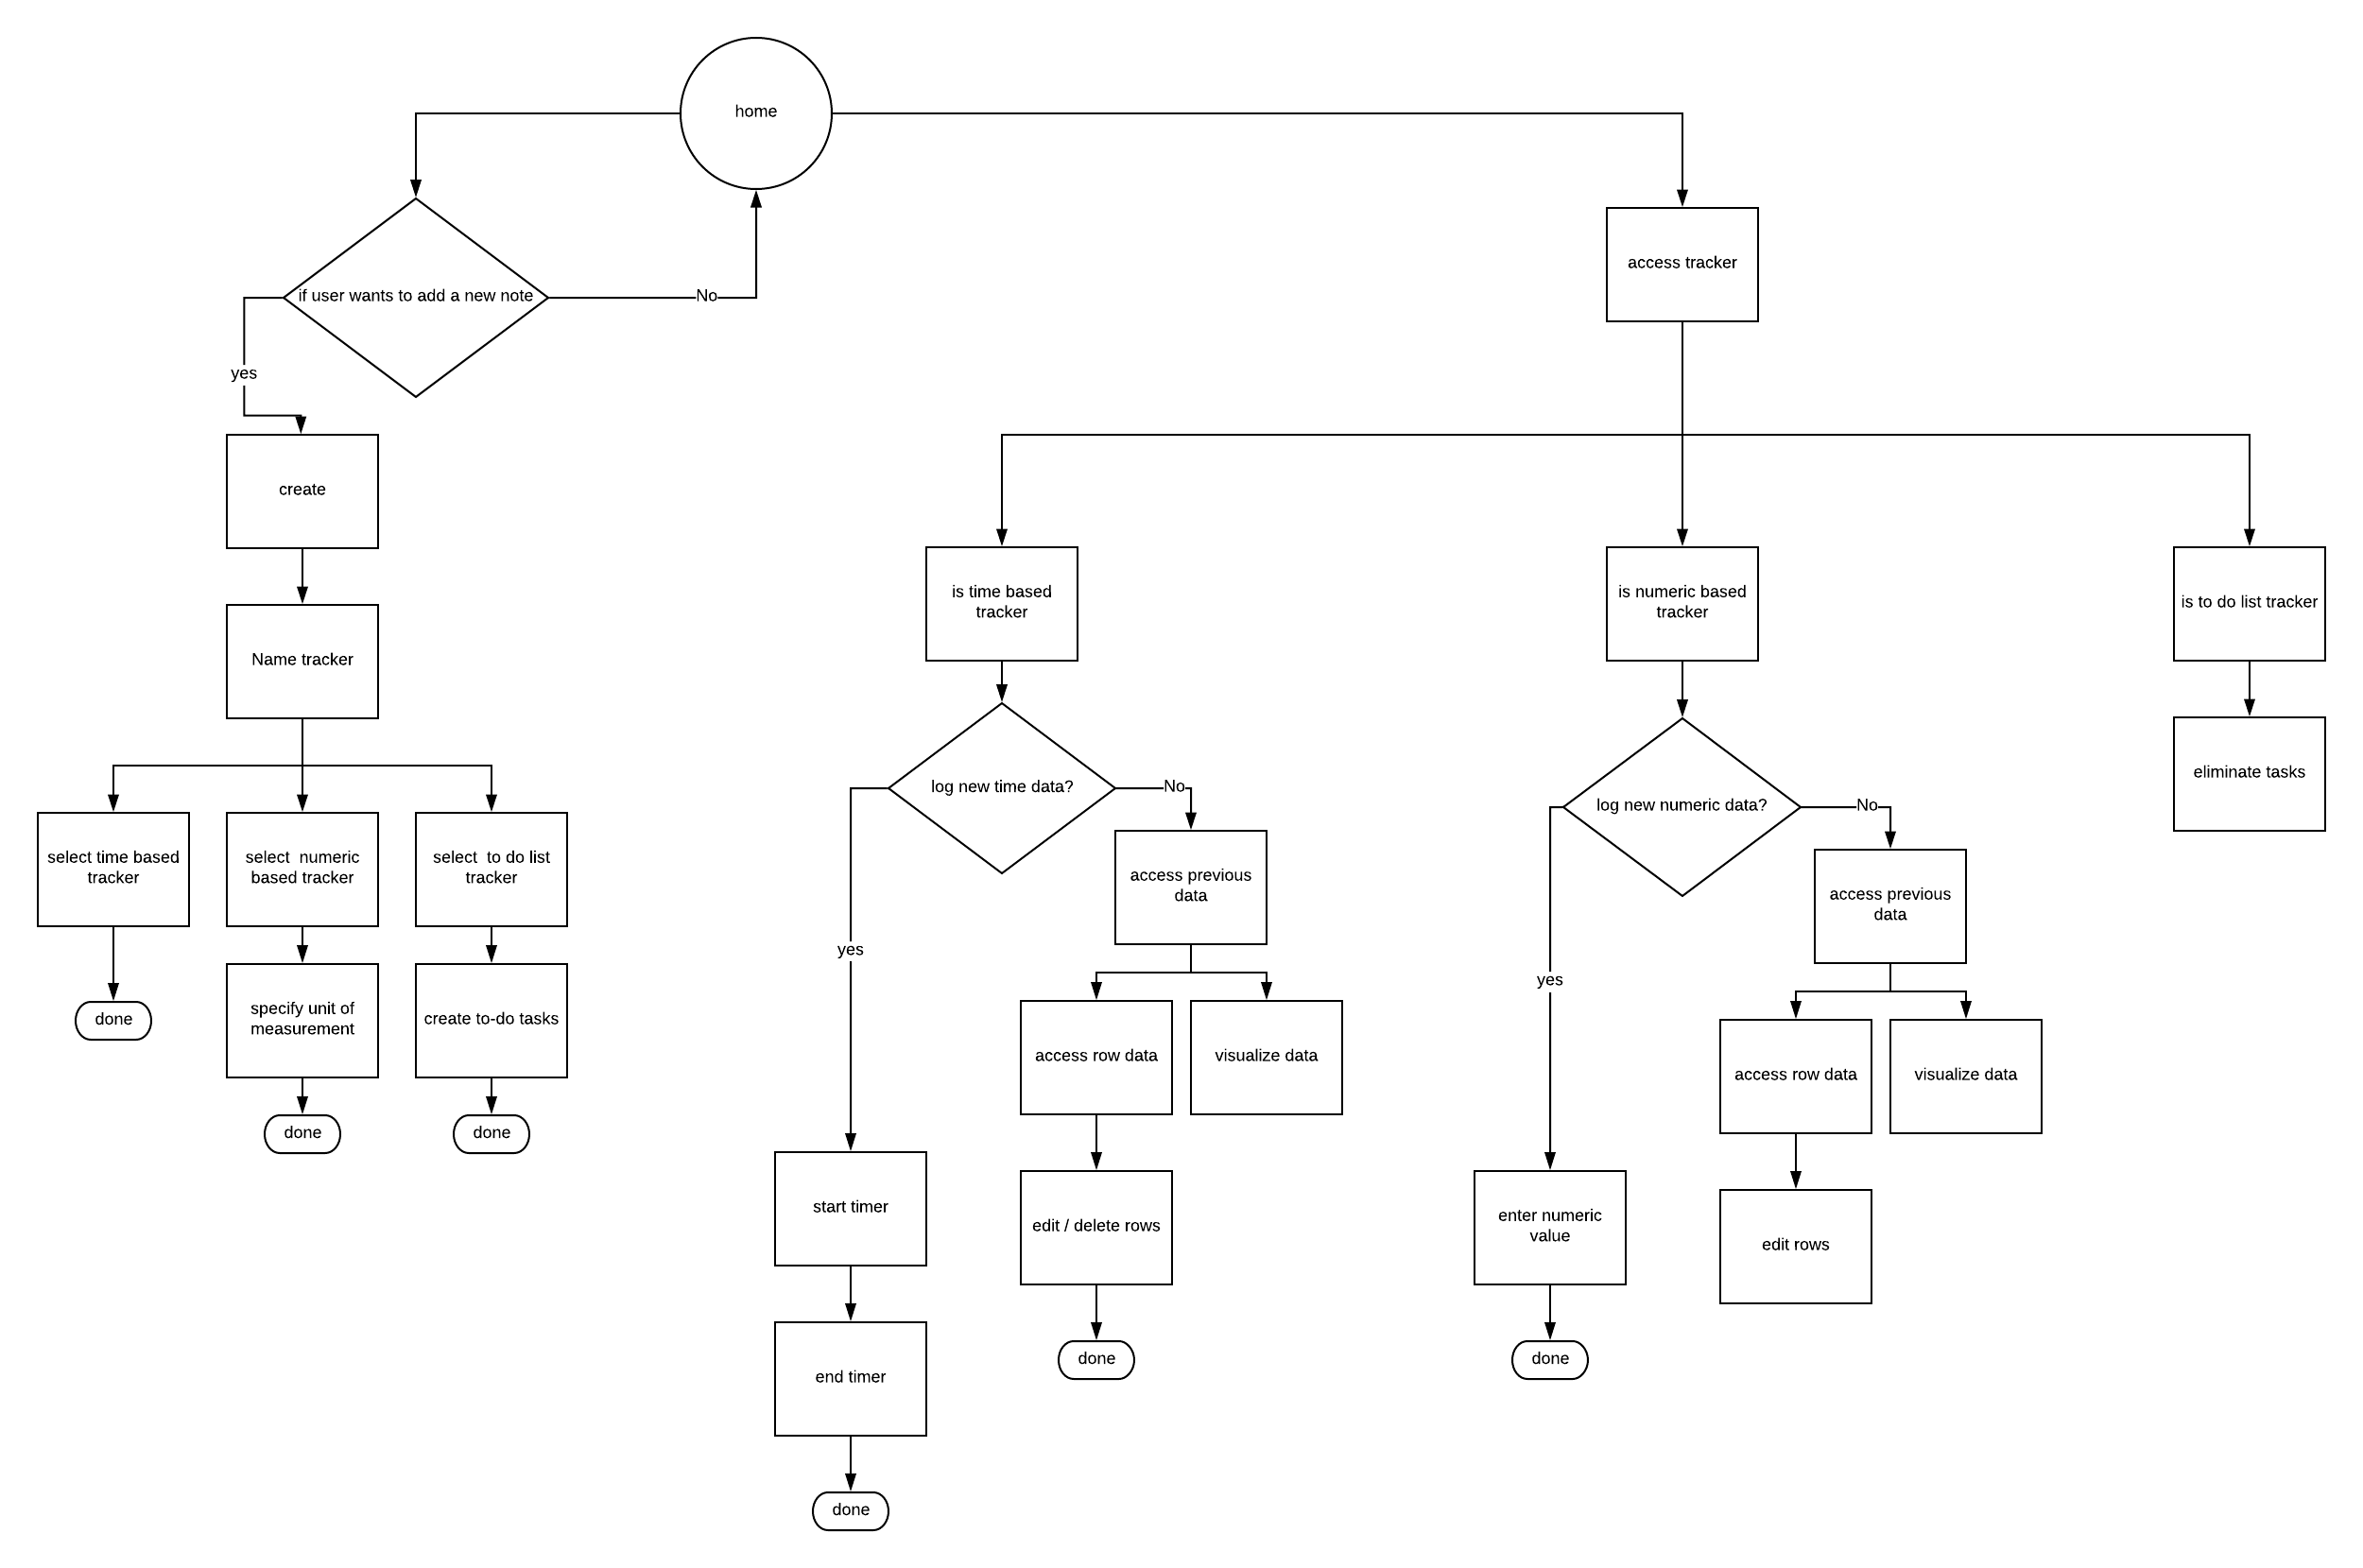 home
if user wants to add a new note
No
yes
access tracker
create
Name tracker
select time based
tracker
select  numeric
based tracker
select  to do list
tracker
done
specify unit of
measurement
create to-do tasks
done
done
is time based
tracker
log new time data?
No
yes
access previous
data
access row data
visualize data
start timer
edit / delete rows
end timer
done
done
is numeric based
tracker
log new numeric data?
No
yes
access previous
data
access row data
visualize data
enter numeric
value
edit rows
done
is to do list tracker
eliminate tasks